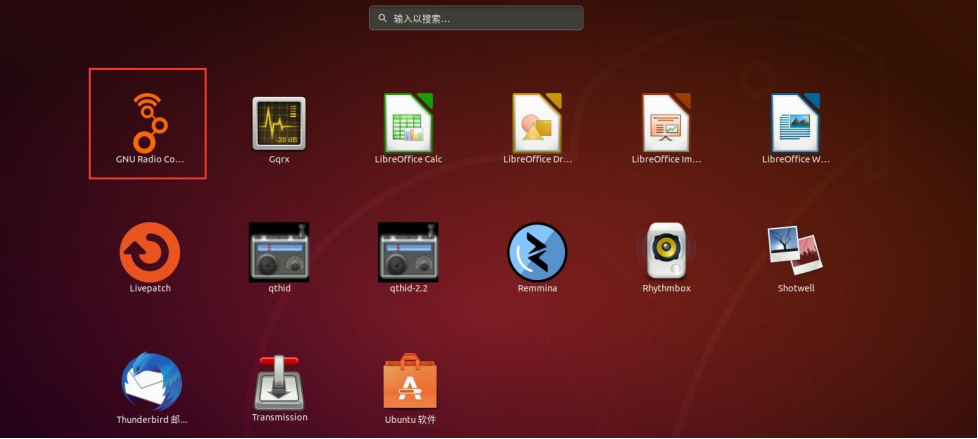 输入以搜索...
GNU Radio Co...
-20 dB
Gqrx
LibreOffice Calc
LibreOffice Dr...
LibreOffice Im...
LibreOffice W...
Livepatch
qthid
qthid-2.2
Remmina
Rhythmbox
Shotwell
Thunderbird 邮...
Transmission
Ubuntu 软件